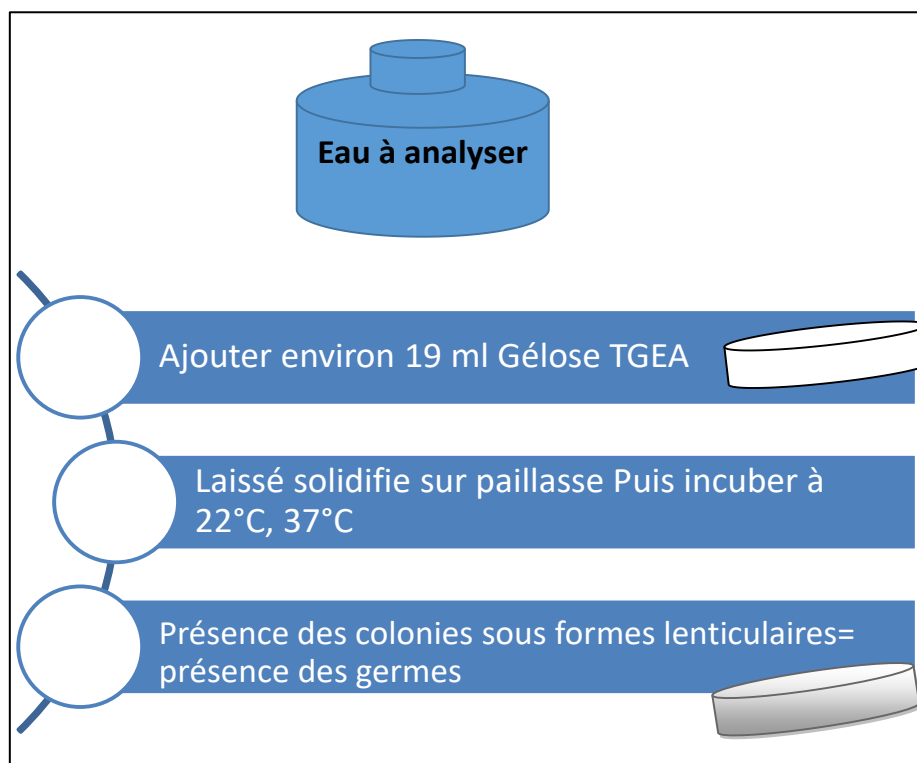 Eau à analyser
Ajouter environ 19 ml Gélose TGEA
Laissé solidifie sur paillasse Puis incuber à
22°C, 37°C
Présence des colonies sous formes lenticulaires=
présence des germes